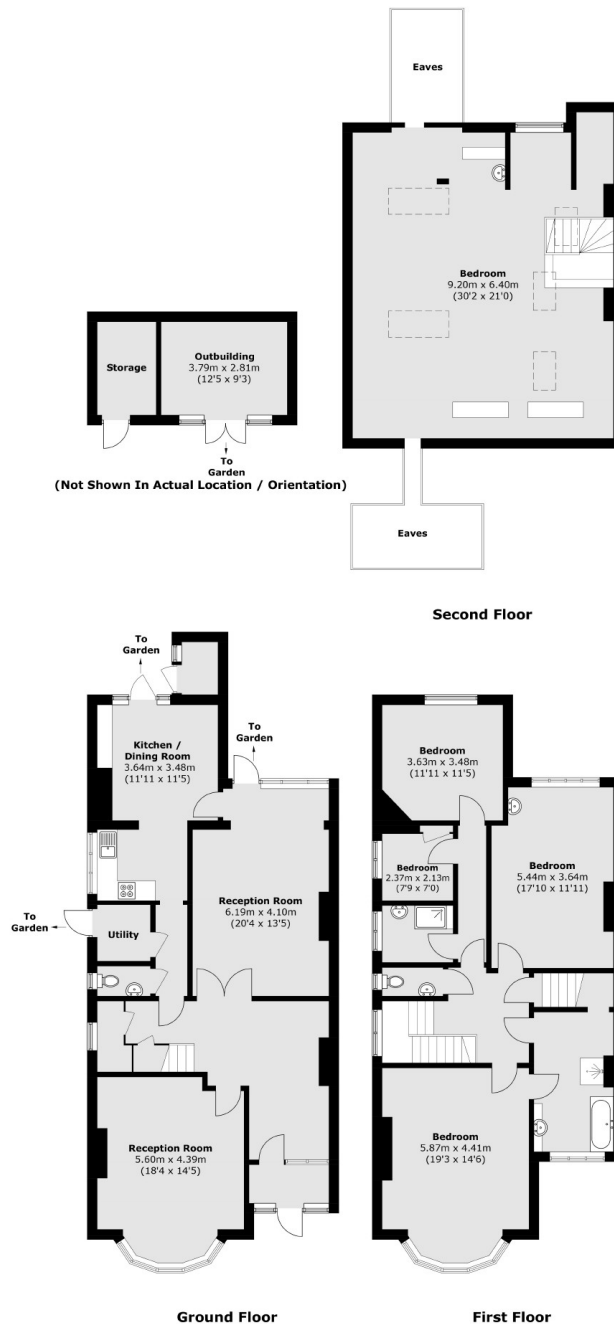 Eaves
Bedroom
9.20m x 6.40m
(30'2 x 21'0)
Storage
Outbuilding
3.79m x 2.81m
(12'5 x 9'3)
To
Garden
(Not Shown In Actual Location / Orientation)
Eaves
Second Floor
To
Garden
Kitchen /
Dining Room
3.64m x 3.48m
(11'11 x 11'5)
To
Garden
Reception Room
6.19m x 4.10m
(20'4 x 13'5)
To
Garden
Utility
Reception Room
5.60m x 4.39m
(18'4 x 14'5)
Ground Floor
Bedroom
3.63m x 3.48m
(11'11 x 11'5)
Bedroom
2.37m x 2.13m
(7'9 x 7'0)
Bedroom
5.44m x 3.64m
(17'10 x 11'11)
Bedroom
5.87m x 4.41m
(19'3 x 14'6)
First Floor